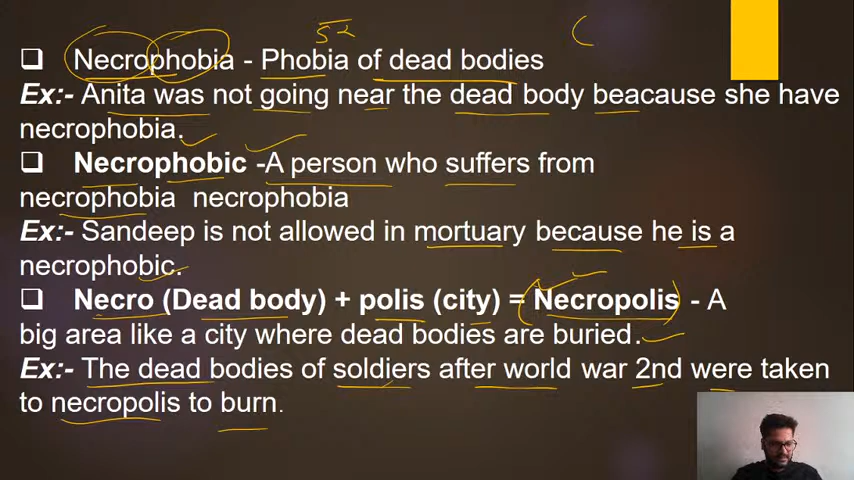 ❑ Necrophobia - Phobia of dead bodies
Ex:- Anita was not going near the dead body beacause she have
necrophobia.
❑ Necrophobic -A person who suffers from
necrophobia necrophobia
Ex:- Sandeep is not allowed in mortuary because he is a
necrophobic.
❑ Necro (Dead body) + polis (city) = Necropolis - A
big area like a city where dead bodies are buried.
Ex:- The dead bodies of soldiers after world war 2nd were taken
to necropolis to burn.